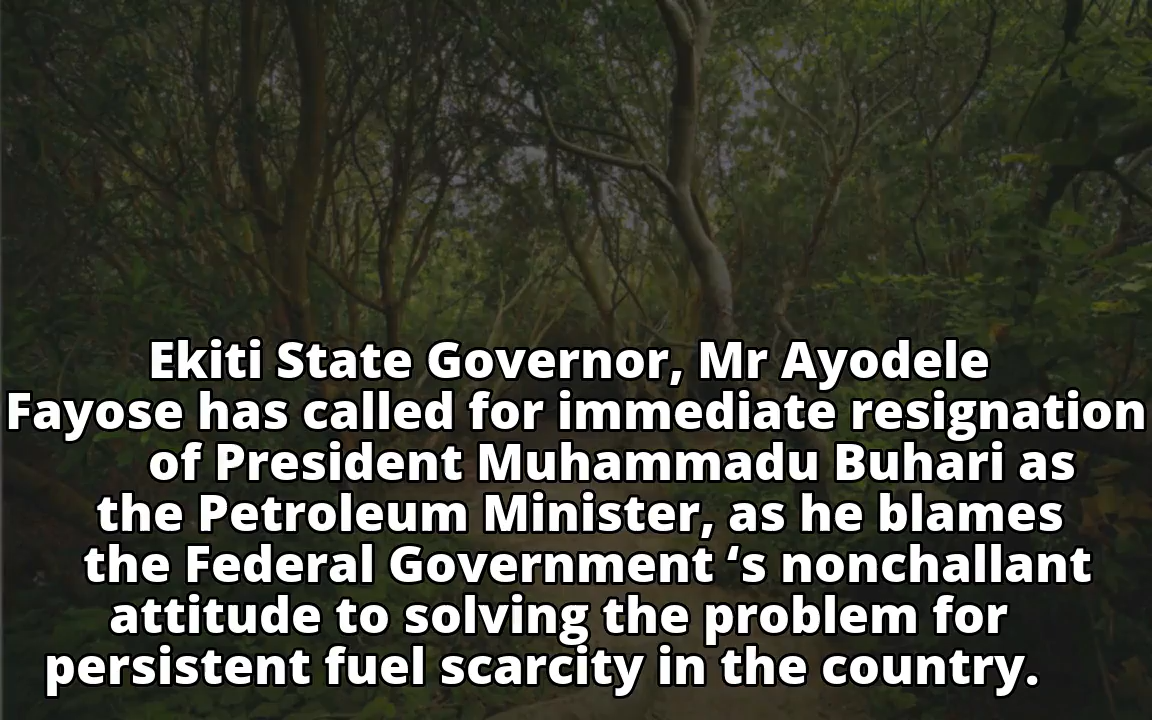 Ekiti State Governor, Mr Ayodele
Fayose has called for immediate resignation
of President Muhammadu Buhari as
the Petroleum Minister, as he blames
the Federal Government ‘s nonchallant
attitude to solving the problem for
persistent fuel scarcity in the country.